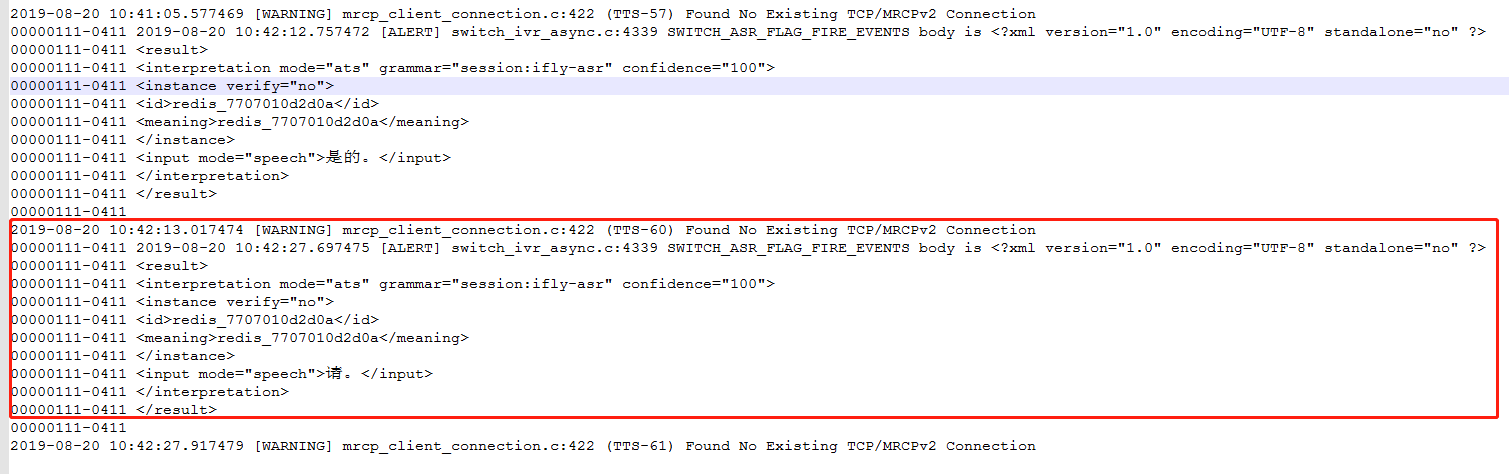 2019-08-20 10:41:05.577469 [WARNING] mrcp_client_connection.c:422 (TTS-57) Found No Existing TCP/MRCPv2 Connection
00000111-0411 2019-08-20 10:42:12.757472 [ALERT] switch_ivr_async.c:4339 SWITCH_ASR_FLAG_FIRE_EVENTS body is <?xml version="1.0" encoding="UTF-8" standalone="no" ?>
00000111-0411 <result>
00000111-0411 <interpretation mode="ats" grammar="session:ifly-asr" confidence="100">
00000111-0411 <instance verify="no">
00000111-0411 <id>redis_7707010d2d0a</id>
00000111-0411 <meaning>redis_7707010d2d0a</meaning>
00000111-0411 </instance>
00000111-0411 <input mode="speech">是的。</input>
00000111-0411 </interpretation>
00000111-0411 </result>
00000111-0411
2019-08-20 10:42:13.017474 [WARNING] mrcp_client_connection.c:422 (TTS-60) Found No Existing TCP/MRCPv2 Connection
00000111-0411 2019-08-20 10:42:27.697475 [ALERT] switch_ivr_async.c:4339 SWITCH_ASR_FLAG_FIRE_EVENTS body is <?xml version="1.0" encoding="UTF-8" standalone="no" ?>
00000111-0411 <result>
00000111-0411 <interpretation mode="ats" grammar="session:ifly-asr" confidence="100">
00000111-0411 <instance verify="no">
00000111-0411 <id>redis_7707010d2d0a</id>
00000111-0411 <meaning>redis_7707010d2d0a</meaning>
00000111-0411 </instance>
00000111-0411 <input mode="speech">请。</input>
00000111-0411 </interpretation>
00000111-0411 </result>
00000111-0411
2019-08-20 10:42:27.917479 [WARNING] mrcp_client_connection.c:422 (TTS-61) Found No Existing TCP/MRCPv2 Connection